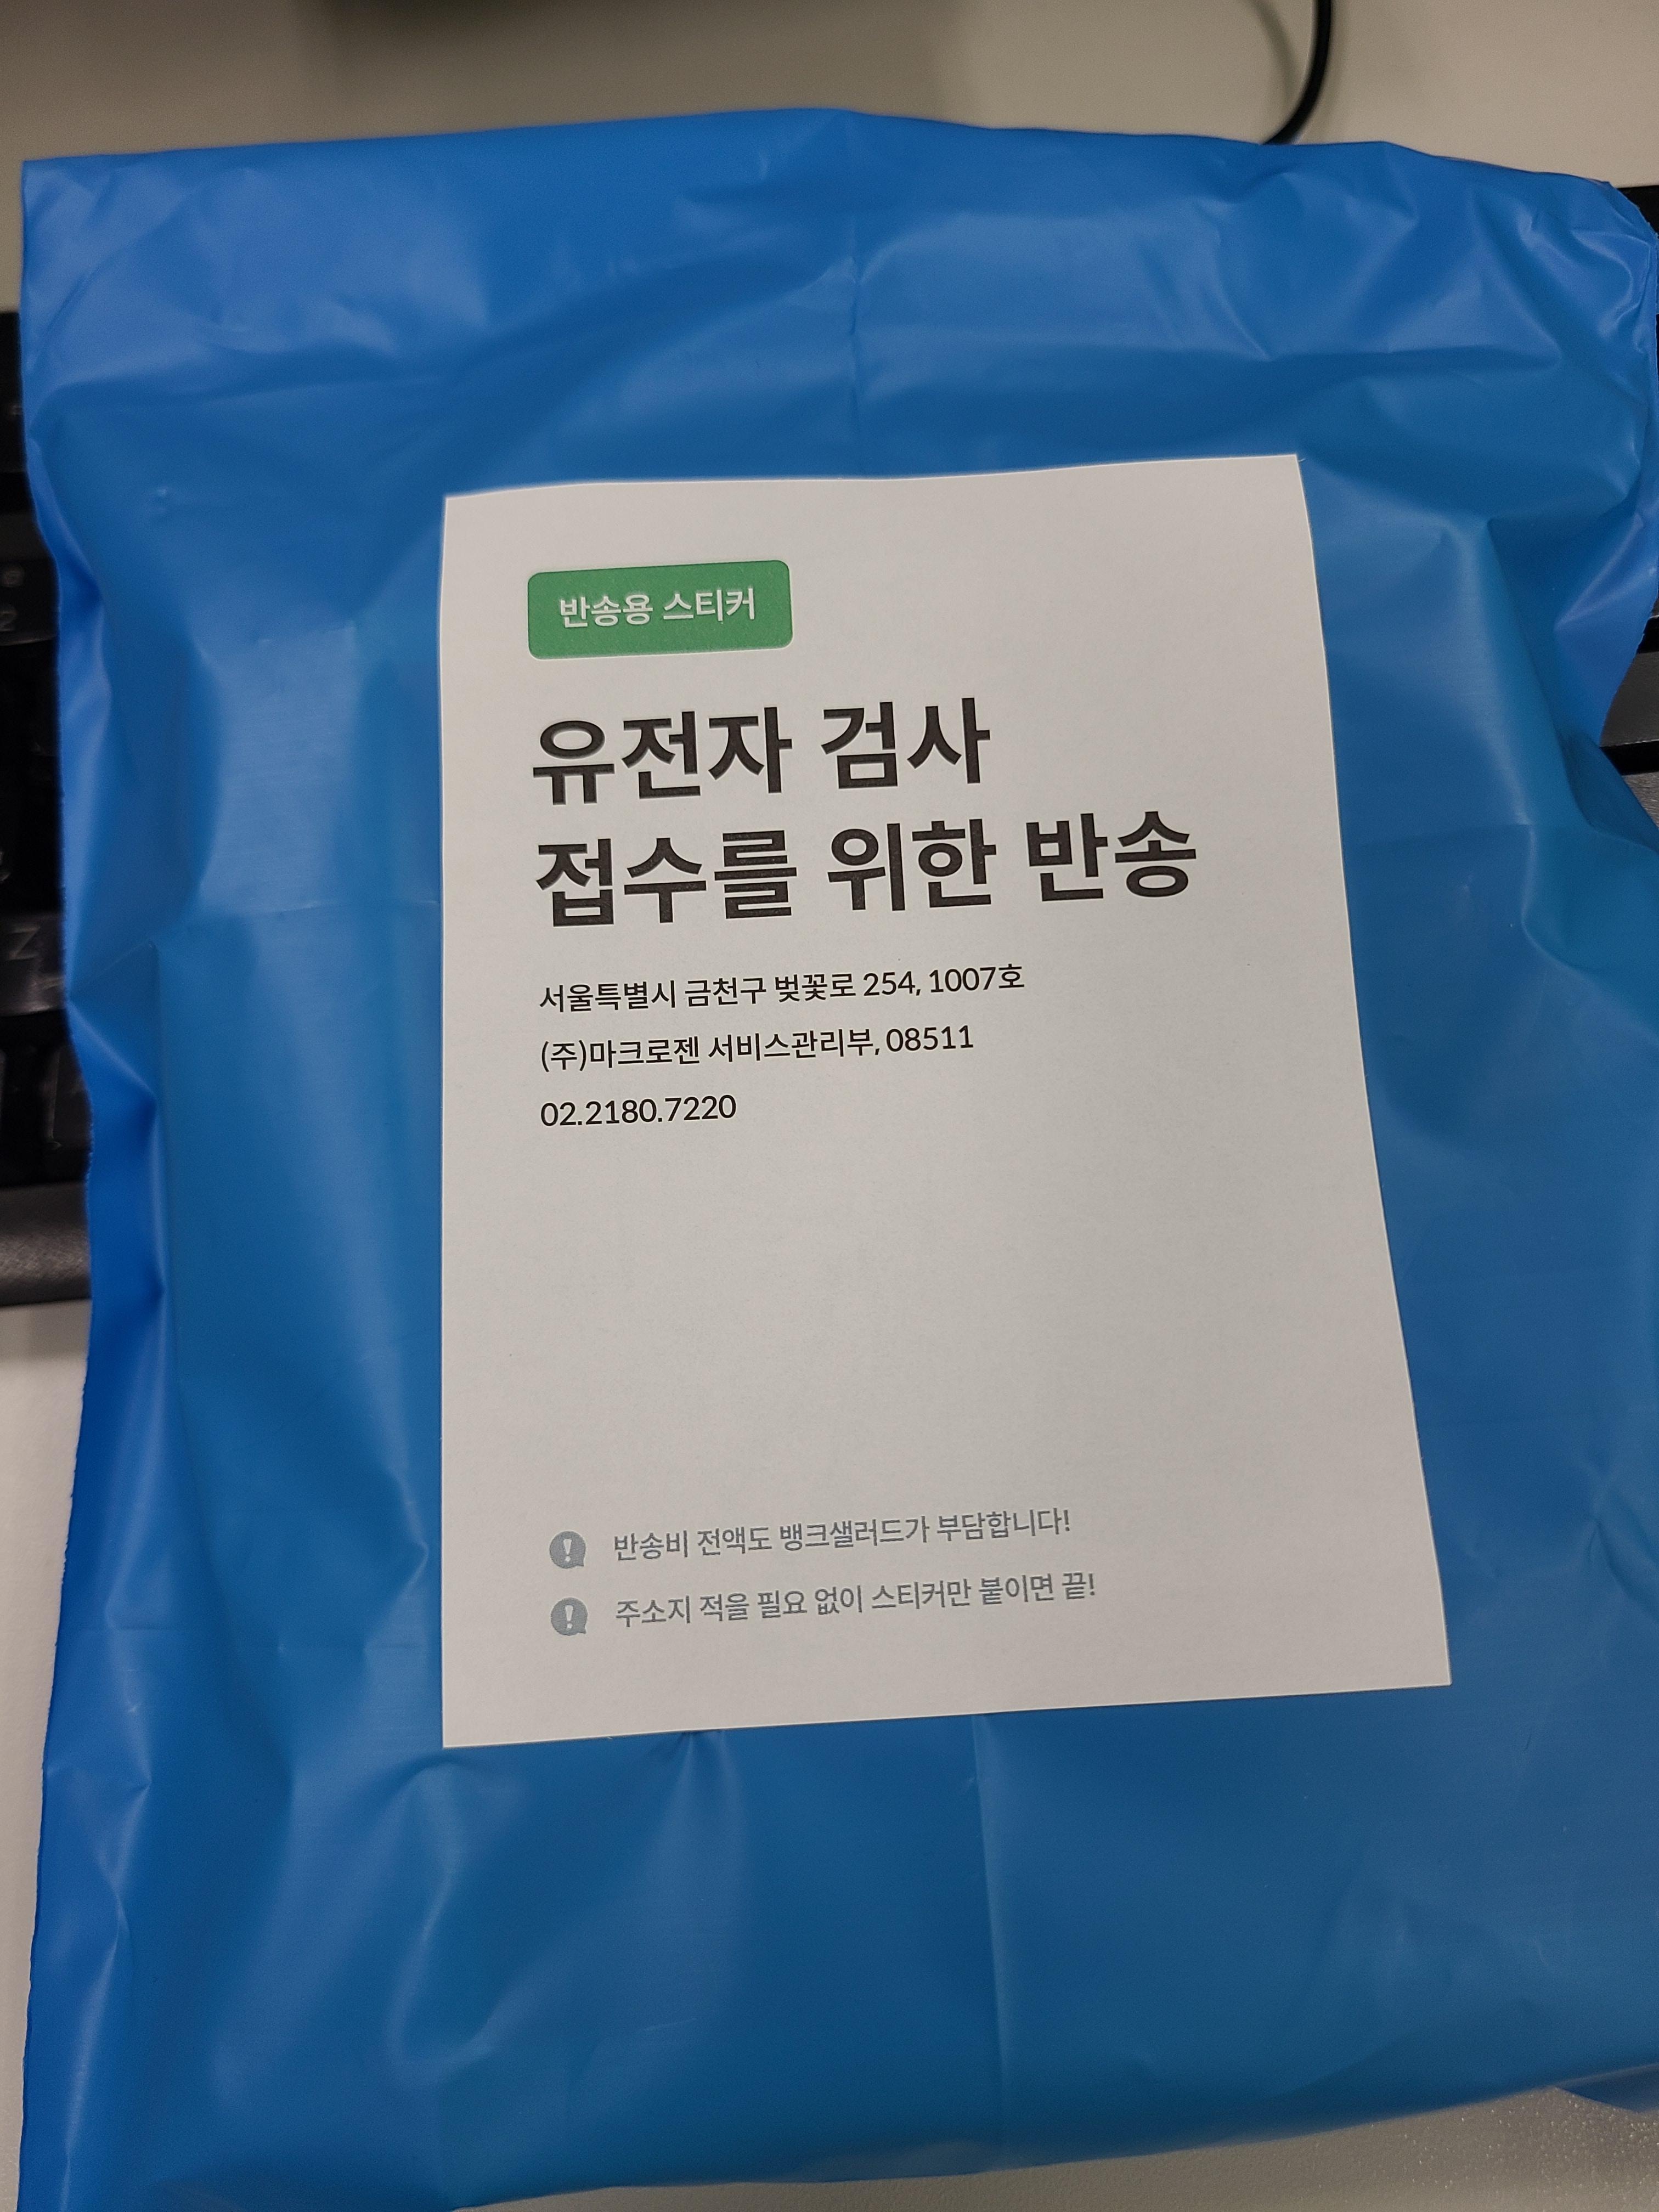 반송용 스티커
유전자 검사
접수를 위한 반송
서울특별시 금천구 벚꽃로 254, 1007호
(주)마크로젠 서비스관리부, 08511
02.2180.7220
반송비 전액도 뱅크샐러드가 부담합니다!
주소지 적을 필요 없이 스티커만 붙이면 끝!
Z
2